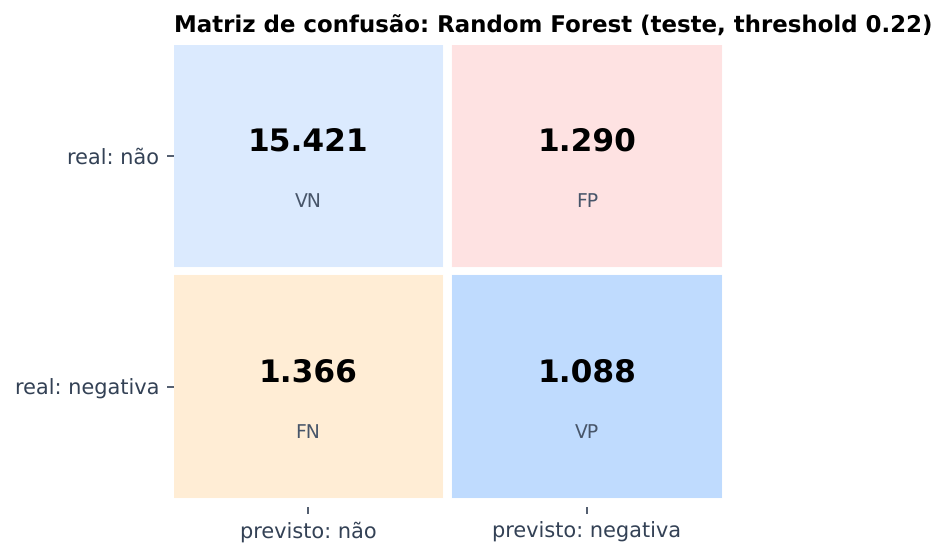 Matriz de confusão: Random Forest (teste, threshold 0.22)
real: não
15.421
VN
1.290
FP
real: negativa
1.366
FN
1.088
VP
previsto: não
previsto: negativa